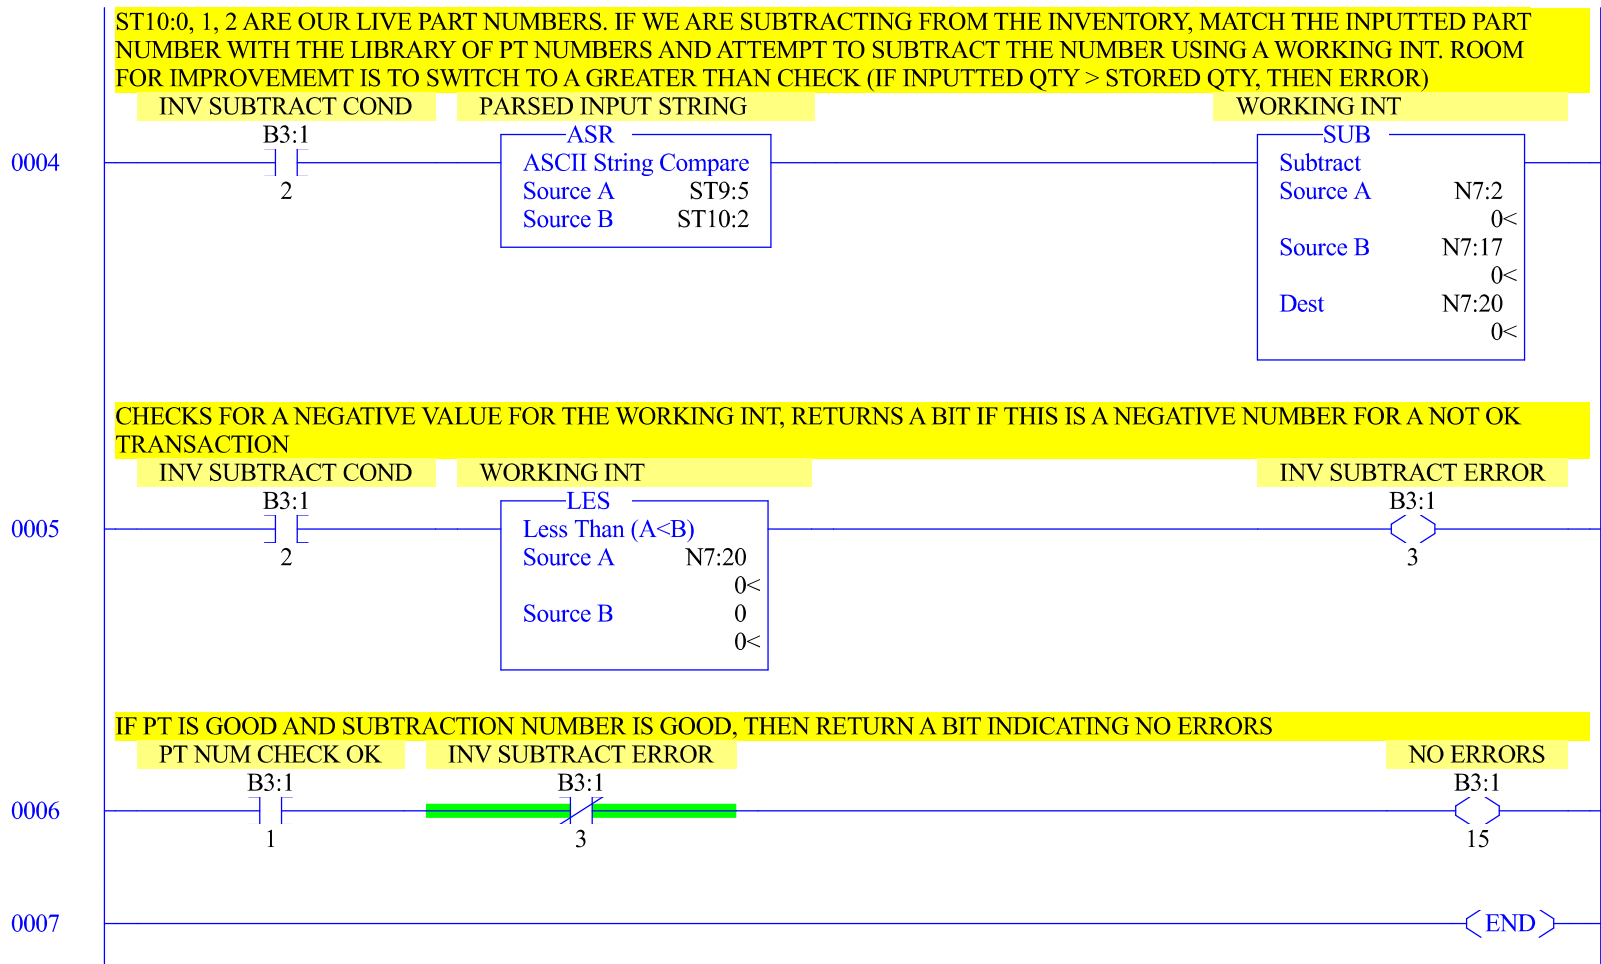 ST10:0, 1, 2 ARE OUR LIVE PART NUMBERS. IF WE ARE SUBTRACTING FROM THE INVENTORY, MATCH THE INPUTTED PART
NUMBER WITH THE LIBRARY OF PT NUMBERS AND ATTEMPT TO SUBTRACT THE NUMBER USING A WORKING INT. ROOM
FOR IMPROVEMEMT IS TO SWITCH TO A GREATER THAN CHECK (IF INPUTTED QTY > STORED QTY, THEN ERROR)
INV SUBTRACT COND PARSED INPUT STRING WORKING INT
B3:1 ASR SUB
0004 ASCII String Compare Subtract
2 Source A ST9:5 Source A N7:2
Source B ST10:2 0<
Source B N7:17
0<
Dest N7:20
0<
CHECKS FOR A NEGATIVE VALUE FOR THE WORKING INT, RETURNS A BIT IF THIS IS A NEGATIVE NUMBER FOR A NOT OK
TRANSACTION
INV SUBTRACT COND WORKING INT INV SUBTRACT ERROR
B3:1 LES B3:1
0005 Less Than (A<B)
2 Source A N7:20 3
0<
Source B 0
0<
IF PT IS GOOD AND SUBTRACTION NUMBER IS GOOD, THEN RETURN A BIT INDICATING NO ERRORS
PT NUM CHECK OK INV SUBTRACT ERROR NO ERRORS
B3:1 B3:1 B3:1
0006
1 3 15
0007 END